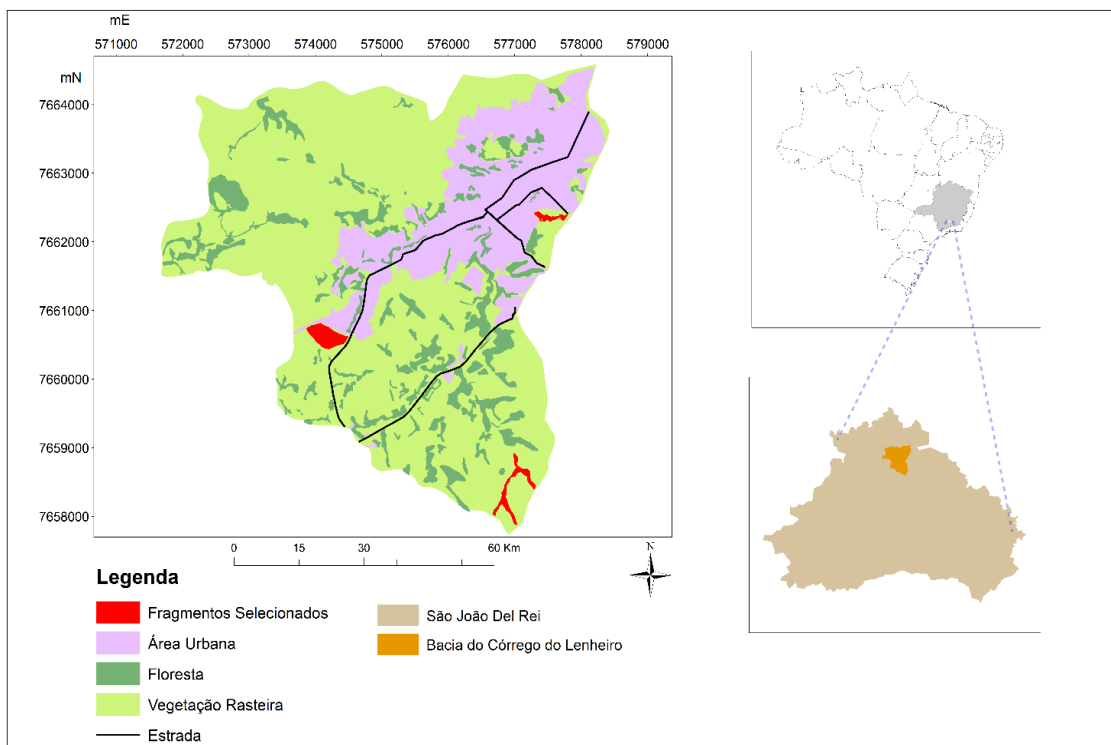 mE
571000 572000 573000 574000 575000 576000 577000 578000 579000
mN
7664000
7663000
7662000
7661000
7660000
7659000
7658000
0 15 30 60 Km
N
Legenda
Fragmentos Selecionados
Área Urbana
Floresta
Vegetação Rasteira
Estrada
São João Del Rei
Bacia do Córrego do Lenheiro